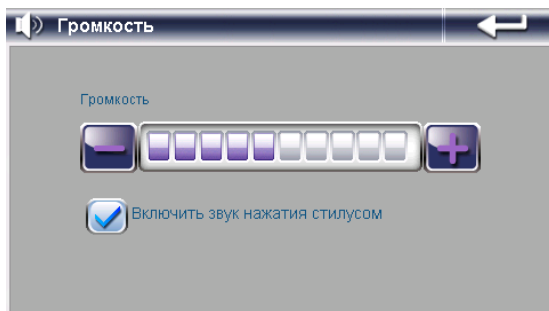 Громкость
Громкость
Включить звук нажатия стилусом